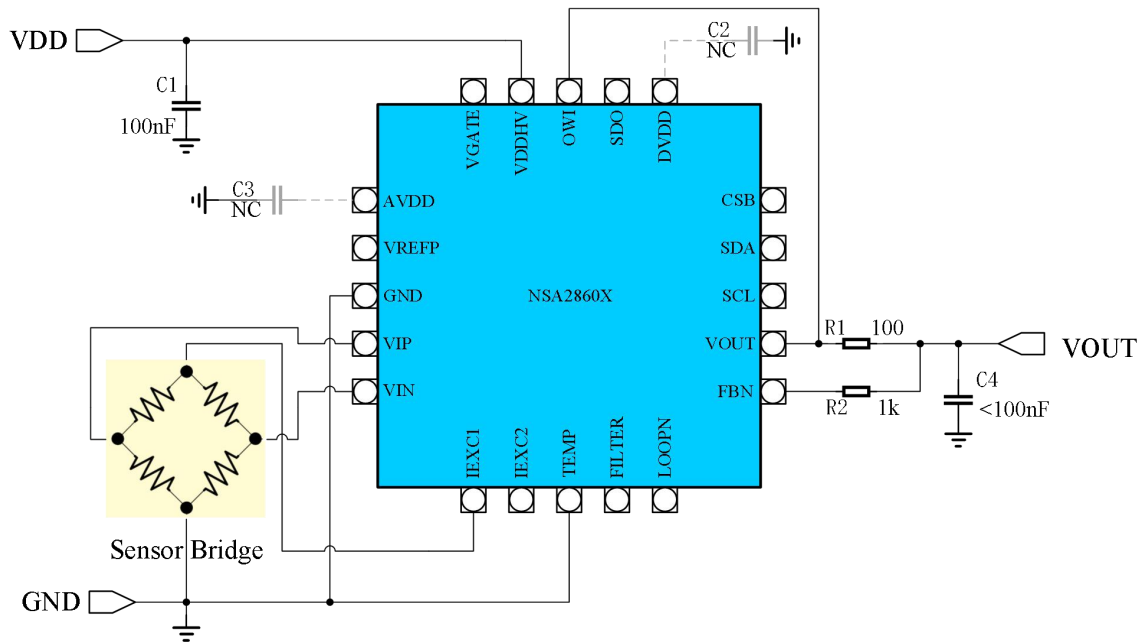 VDD
C1
100nF
C2
NC
VGATE
VDDHV
OWI
SDO
DVDD
C3
NC
AVDD
VREFP
GND
VIP
VIN
NSA2860X
CSB
SDA
SCL
VOUT
FBN
R1 100
R2 1k
VOUT
C4
<100nF
IEXC1
IEXC2
TEMP
FILTER
LOOPN
Sensor Bridge
GND